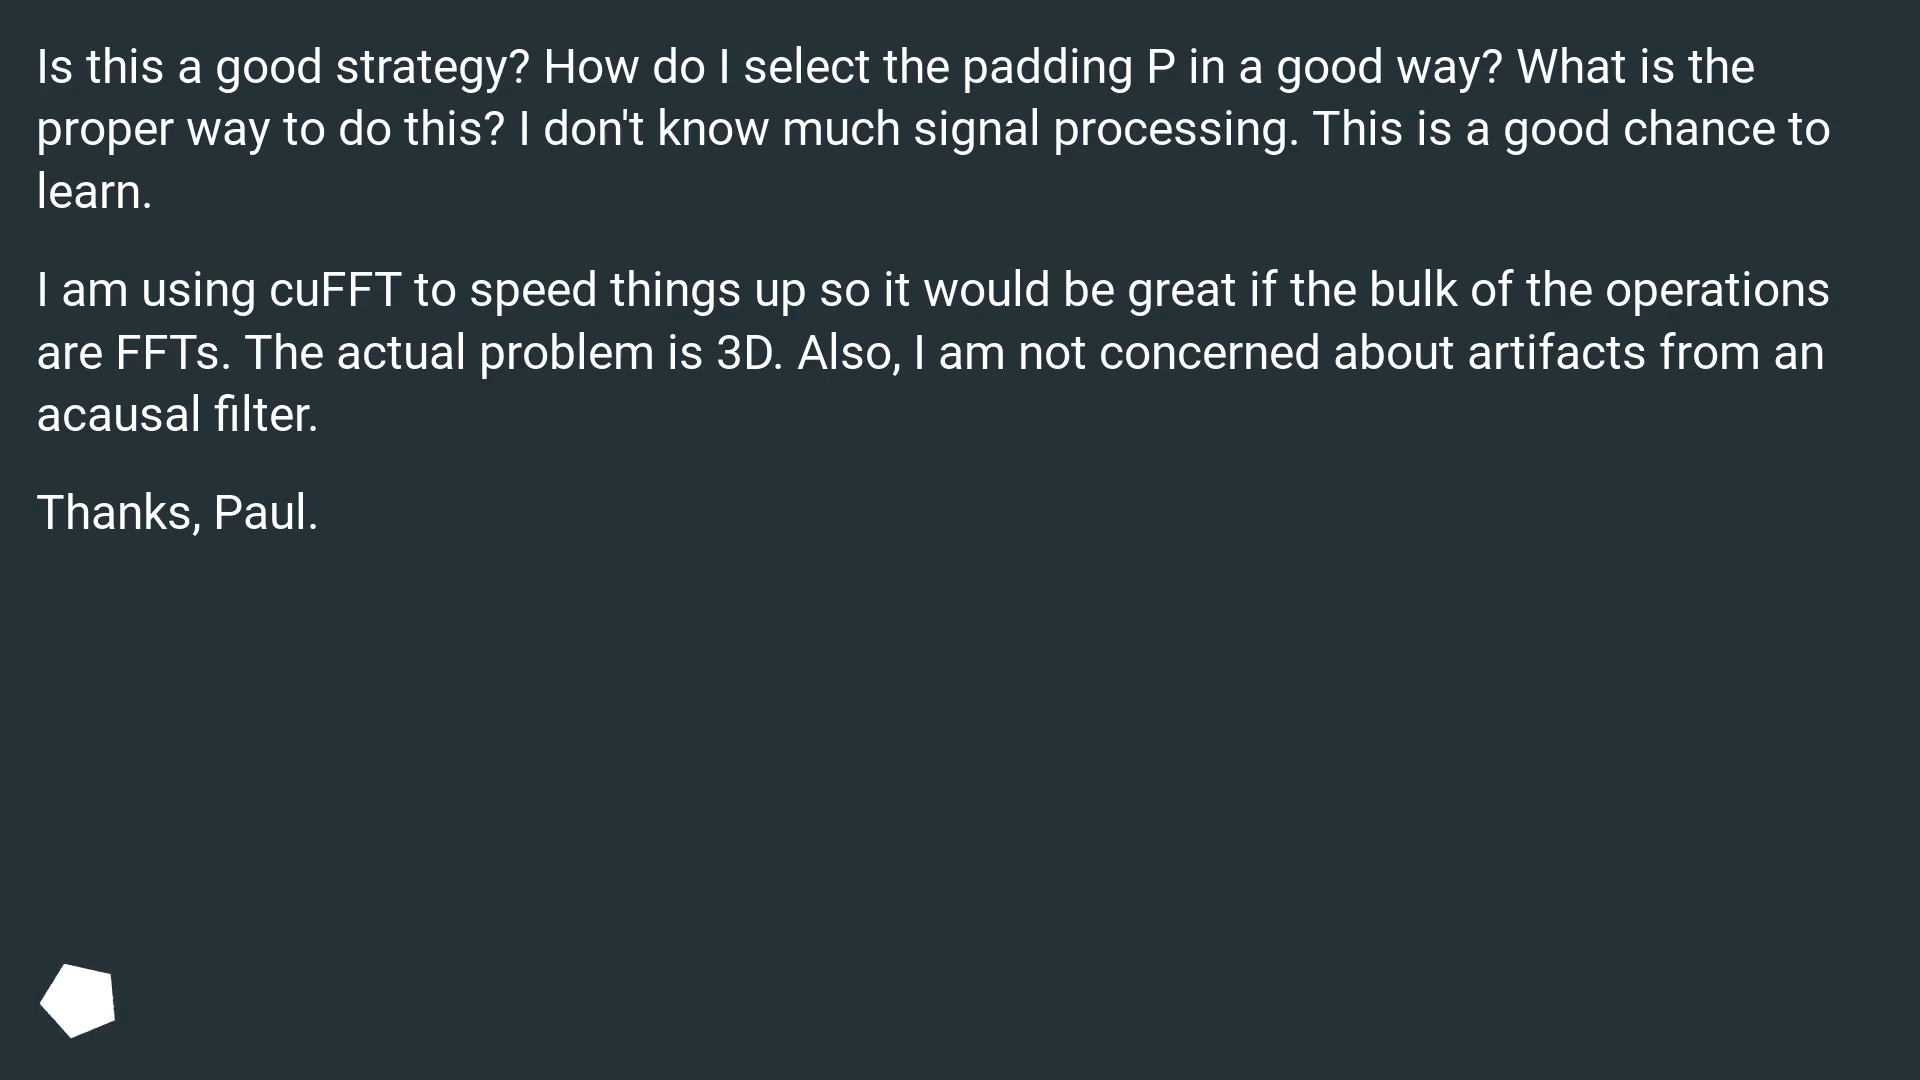 Is this a good strategy? How do I select the padding P in a good way? What is the
proper way to do this? I don't know much signal processing. This is a good chance to
learn.
I am using cuFFT to speed things up so it would be great if the bulk of the operations
are FFTs. The actual problem is 3D. Also, I am not concerned about artifacts from an
acausal filter.
Thanks, Paul.